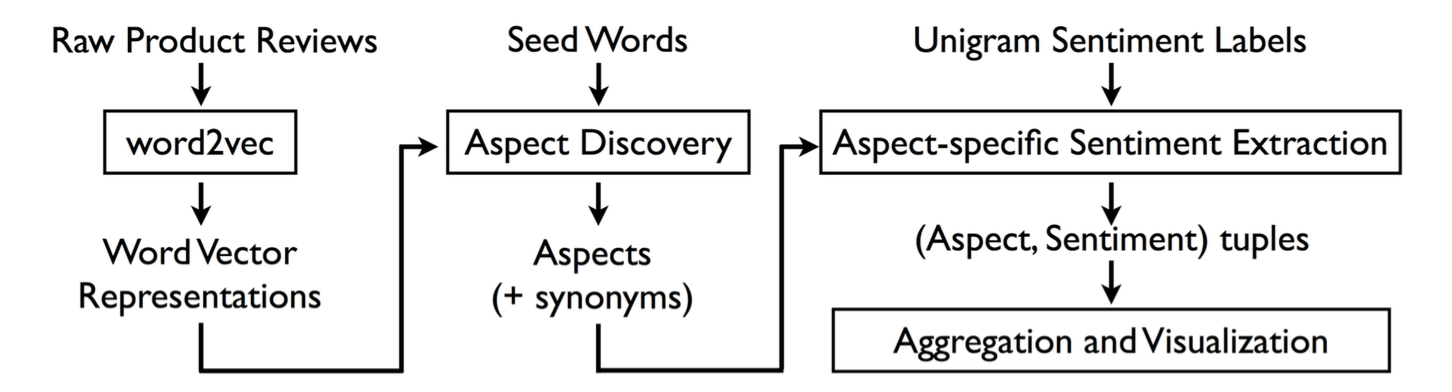 Raw Product Reviews
word2vec
Word Vector
Representations
Seed Words
Aspect Discovery
Aspects
(+ synonyms)
Unigram Sentiment Labels
Aspect-specific Sentiment Extraction
(Aspect, Sentiment) tuples
Aggregation and Visualization